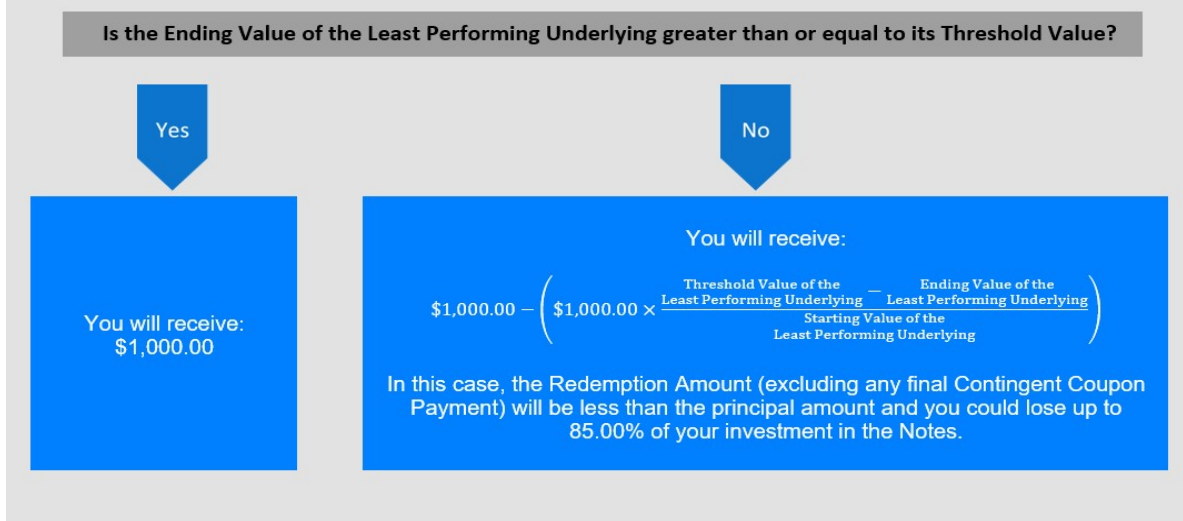 Is the Ending Value of the Least Performing Underlying greater than or equal to its Threshold Value?
Yes
No
You will receive:
$1,000.00
You will receive:
$1,000.00 − ($1,000.00 × (Threshold Value of the Least Performing Underlying − Ending Value of the Least Performing Underlying) / Starting Value of the Least Performing Underlying)
In this case, the Redemption Amount (excluding any final Contingent Coupon
Payment) will be less than the principal amount and you could lose up to
85.00% of your investment in the Notes.